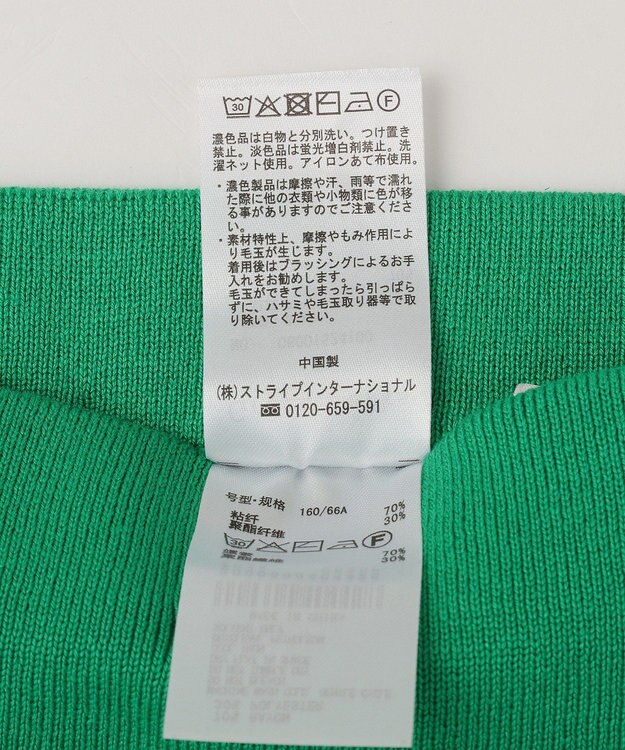 30 F
濃色品は白物と分別洗い。つけ置き
禁止。淡色品は蛍光増白剤禁止。洗
濯ネット使用。アイロンあて布使用。
・濃色製品は摩擦や汗、雨等で濡れ
た際に他の衣類や小物類に色が移
る事がありますのでご注意くださ
い。
・素材特性上、摩擦やもみ作用によ
り毛玉が生じます。
着用後はブラッシングによるお手
入れをお勧めします。
毛玉ができてしまったら引っぱら
ずに、ハサミや毛玉取り器等で取
り除いてください。
中国製
(株)ストライプインターナショナル
0120-659-591
号型·规格 160/66A
粘纤 70%
聚酯纤维 30%
30 F
70%
30%